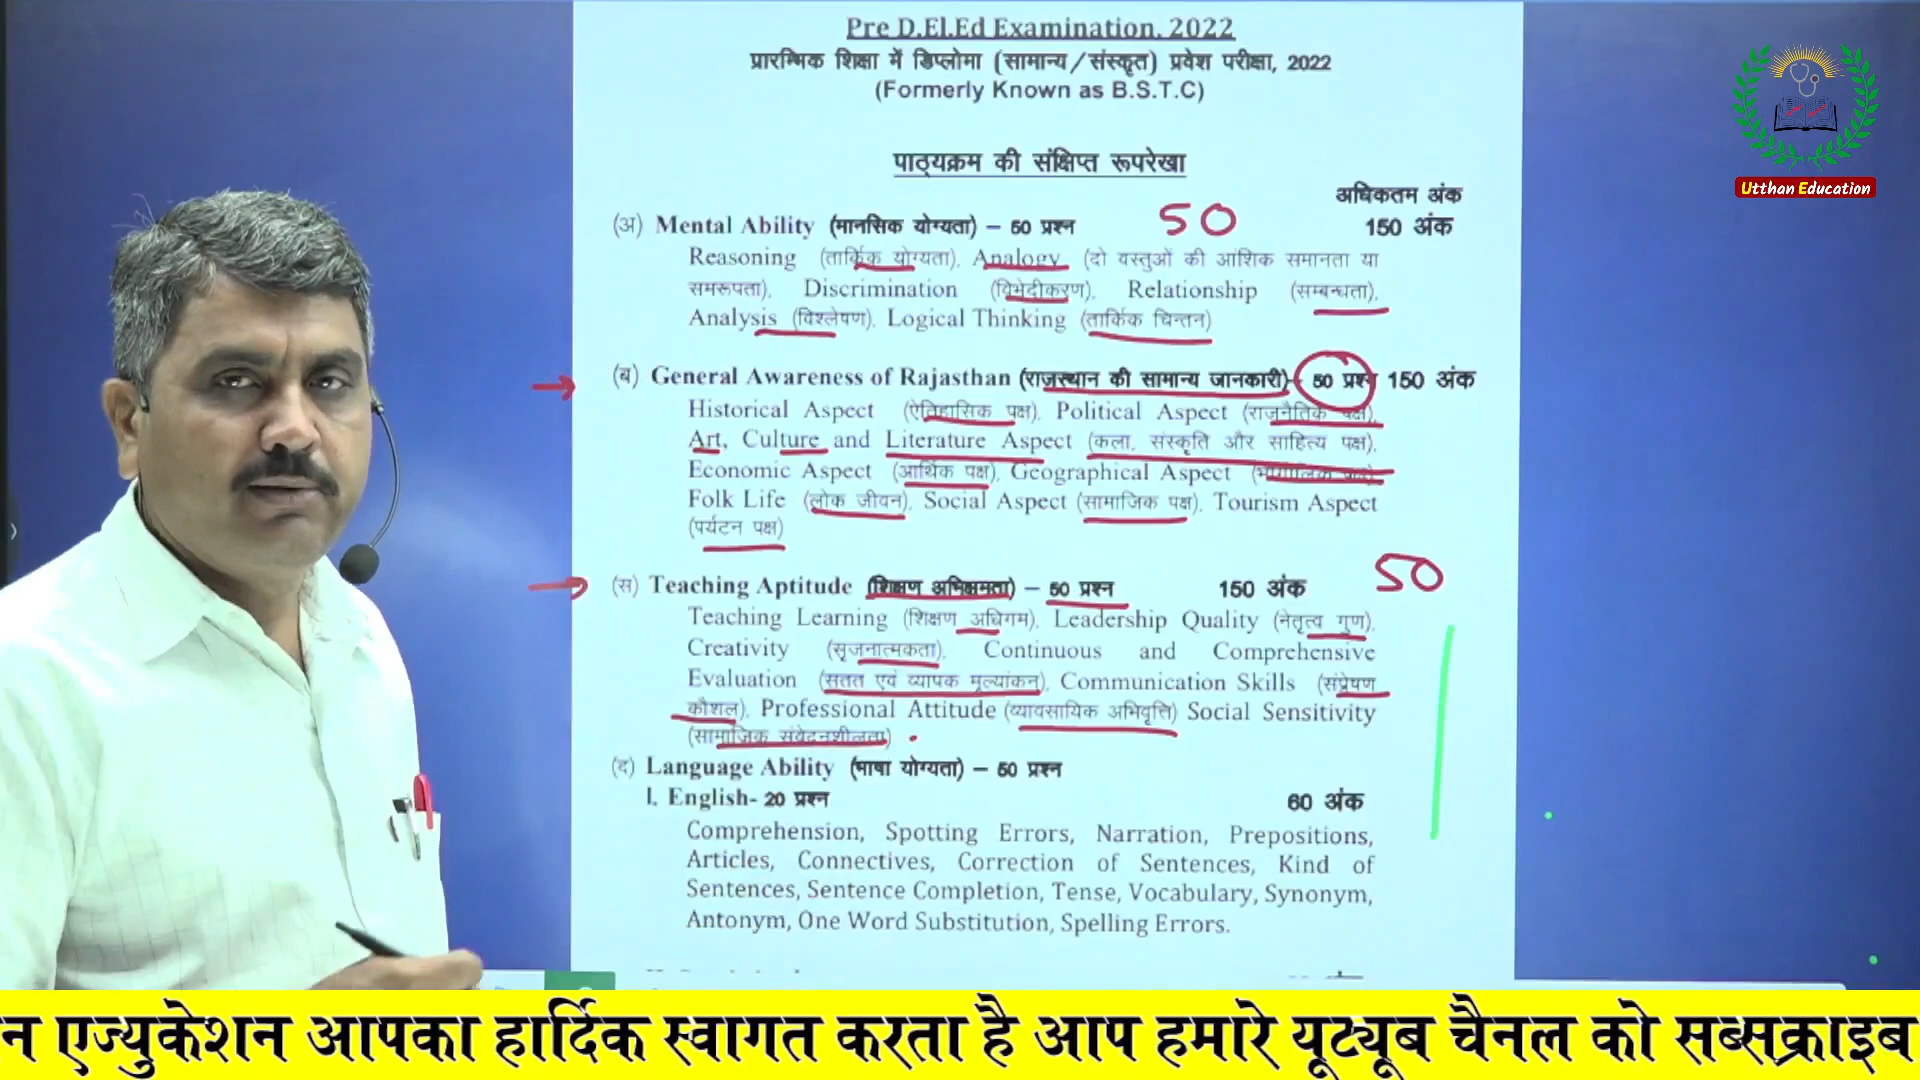 Pre D.El.Ed Examination, 2022
प्रारम्भिक शिक्षा में डिप्लोमा (सामान्य/संस्कृत) प्रवेश परीक्षा, 2022
(Formerly Known as B.S.T.C)
पाठ्यक्रम की संक्षिप्त रूपरेखा
अधिकतम अंक
(अ) Mental Ability (मानसिक योग्यता) – 50 प्रश्न 50 150 अंक
Reasoning (तार्किक योग्यता), Analogy (दो वस्तुओं की आंशिक समानता या
समरूपता), Discrimination (विभेदीकरण), Relationship (सम्बन्धता),
Analysis (विश्लेषण), Logical Thinking (तार्किक चिन्तन)
(ब) General Awareness of Rajasthan (राजस्थान की सामान्य जानकारी)- 50 प्रश्न 150 अंक
Historical Aspect (ऐतिहासिक पक्ष), Political Aspect (राजनैतिक पक्ष),
Art, Culture and Literature Aspect (कला, संस्कृति और साहित्य पक्ष),
Economic Aspect (आर्थिक पक्ष), Geographical Aspect (भौगोलिक पक्ष)
Folk Life (लोक जीवन), Social Aspect (सामाजिक पक्ष), Tourism Aspect
(पर्यटन पक्ष)
(स) Teaching Aptitude (शिक्षण अभिक्षमता) – 50 प्रश्न 150 अंक 50
Teaching Learning (शिक्षण अधिगम), Leadership Quality (नेतृत्व गुण),
Creativity (सृजनात्मकता), Continuous and Comprehensive
Evaluation (सतत एवं व्यापक मूल्यांकन), Communication Skills (संप्रेषण
कौशल), Professional Attitude (व्यावसायिक अभिवृत्ति) Social Sensitivity
(सामाजिक संवेदनशीलता)
(द) Language Ability (भाषा योग्यता) – 50 प्रश्न
I. English- 20 प्रश्न 60 अंक
Comprehension, Spotting Errors, Narration, Prepositions,
Articles, Connectives, Correction of Sentences, Kind of
Sentences, Sentence Completion, Tense, Vocabulary, Synonym,
Antonym, One Word Substitution, Spelling Errors.
Utthan Education
न एज्युकेशन आपका हार्दिक स्वागत करता है आप हमारे यूट्यूब चैनल को सब्सक्राइब